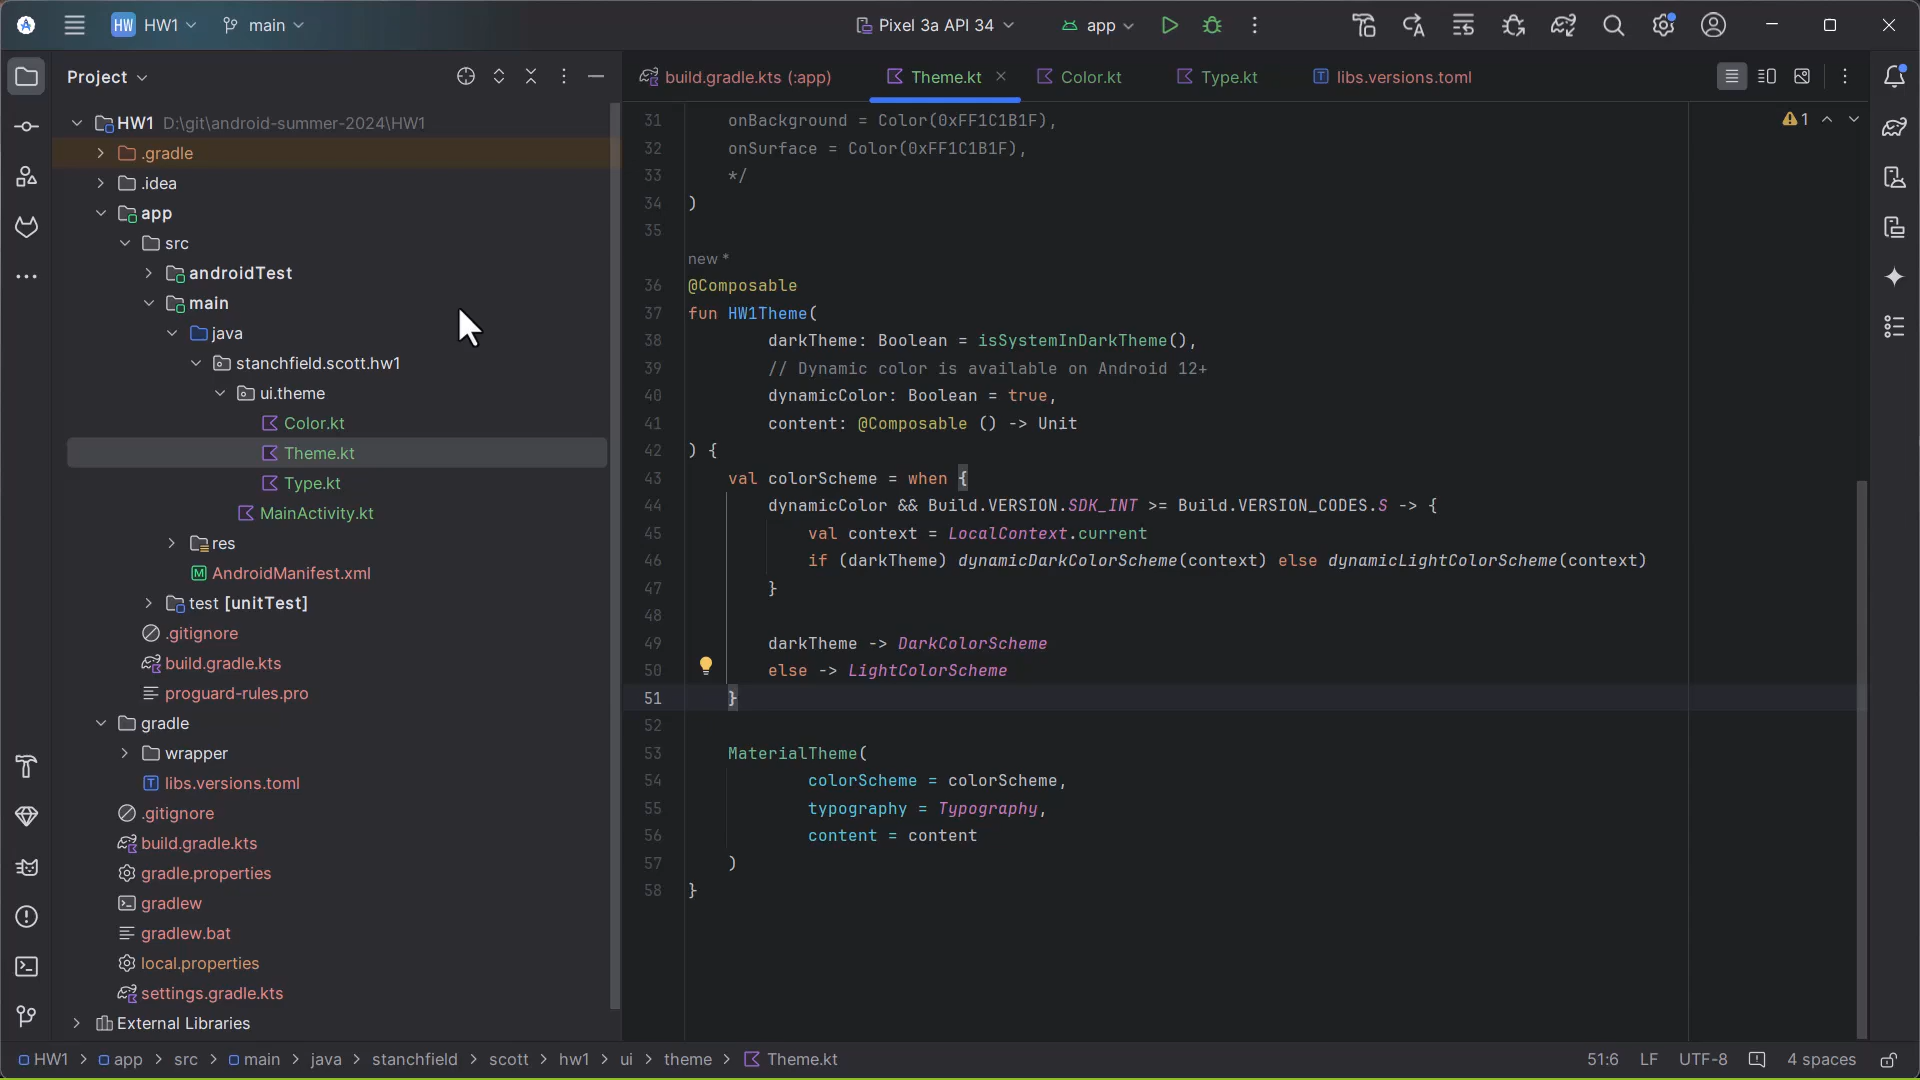 HW HW1 main Pixel 3a API 34 app
Project
build.gradle.kts (:app) Theme.kt Color.kt Type.kt libs.versions.toml
HW1 D:\git\android-summer-2024\HW1
.gradle
.idea
app
src
androidTest
main
java
stanchfield.scott.hw1
ui.theme
Color.kt
Theme.kt
Type.kt
MainActivity.kt
res
AndroidManifest.xml
test [unitTest]
.gitignore
build.gradle.kts
proguard-rules.pro
gradle
wrapper
libs.versions.toml
.gitignore
build.gradle.kts
gradle.properties
gradlew
gradlew.bat
local.properties
settings.gradle.kts
External Libraries
1
31 onBackground = Color(0xFF1C1B1F),
32 onSurface = Color(0xFF1C1B1F),
33 */
34 )
35
new *
36 @Composable
37 fun HW1Theme(
38 darkTheme: Boolean = isSystemInDarkTheme(),
39 // Dynamic color is available on Android 12+
40 dynamicColor: Boolean = true,
41 content: @Composable () -> Unit
42 ) {
43 val colorScheme = when {
44 dynamicColor && Build.VERSION.SDK_INT >= Build.VERSION_CODES.S -> {
45 val context = LocalContext.current
46 if (darkTheme) dynamicDarkColorScheme(context) else dynamicLightColorScheme(context)
47 }
48
49 darkTheme -> DarkColorScheme
50 else -> LightColorScheme
51 }
52
53 MaterialTheme(
54 colorScheme = colorScheme,
55 typography = Typography,
56 content = content
57 )
58 }
HW1 > app > src > main > java > stanchfield > scott > hw1 > ui > theme > Theme.kt 51:6 LF UTF-8 4 spaces